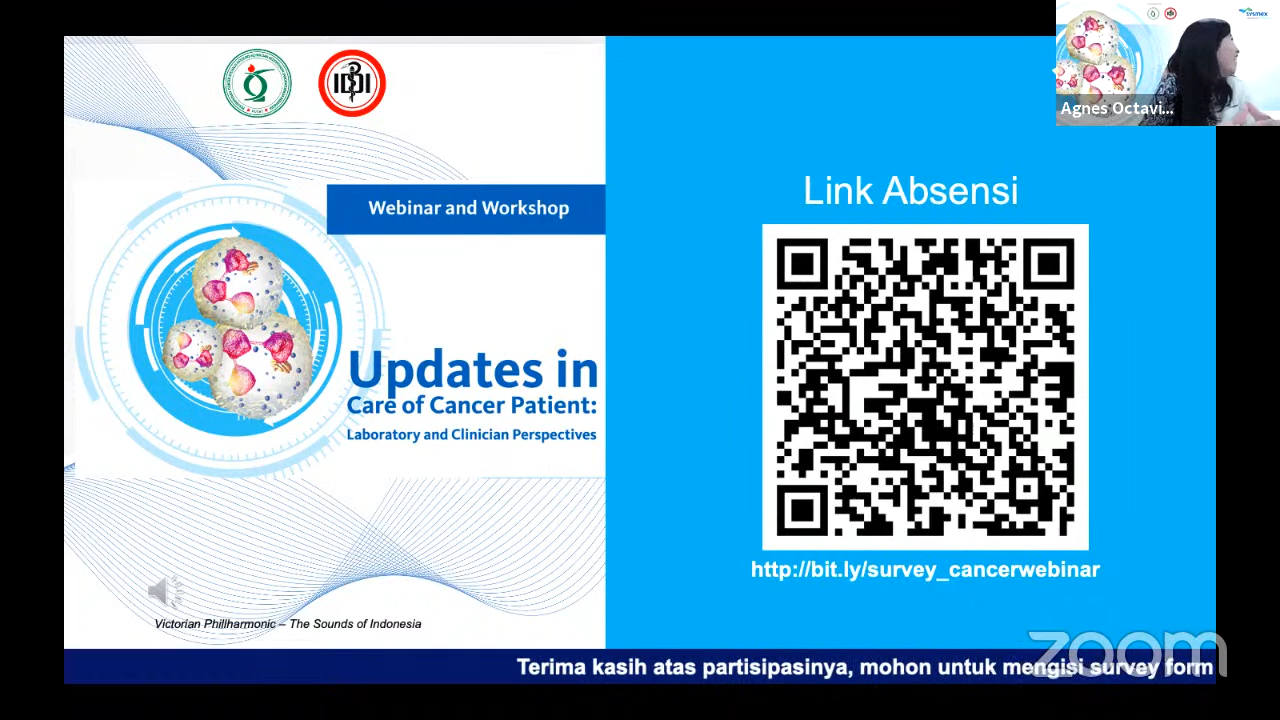 IDI
sysmex
Agnes Octavi...
Webinar and Workshop
Updates in
Care of Cancer Patient:
Laboratory and Clinician Perspectives
Victorian Phillharmonic – The Sounds of Indonesia
Link Absensi
http://bit.ly/survey_cancerwebinar
Terima kasih atas partisipasinya, mohon untuk mengisi survey form
zoom